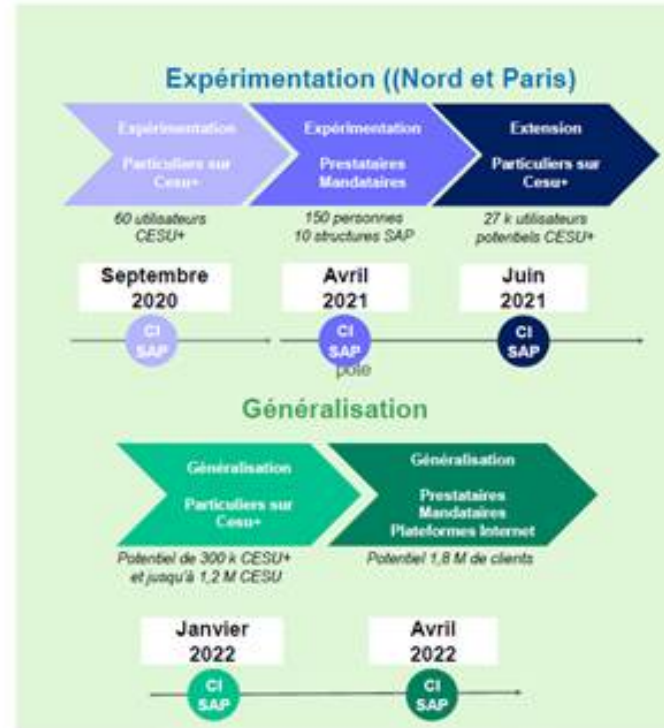 Expérimentation ((Nord et Paris)
Expérimentation
Particuliers sur
Cesu+
Expérimentation
Prestataires
Mandataires
Extension
Particuliers sur
Cesu+
60 utilisateurs
CESU+
150 personnes
10 structures SAP
27 k utilisateurs
potentiels CESU+
Septembre
2020
Avril
2021
Juin
2021
CI
SAP
CI
SAP
CI
SAP
pole
Généralisation
Généralisation
Particuliers sur
Cesu+
Généralisation
Prestataires
Mandataires
Plateformes Internet
Potentiel de 300 k CESU+
et jusqu'à 1,2 M CESU
Potentiel 1,8 M de clients
Janvier
2022
Avril
2022
CI
SAP
CI
SAP